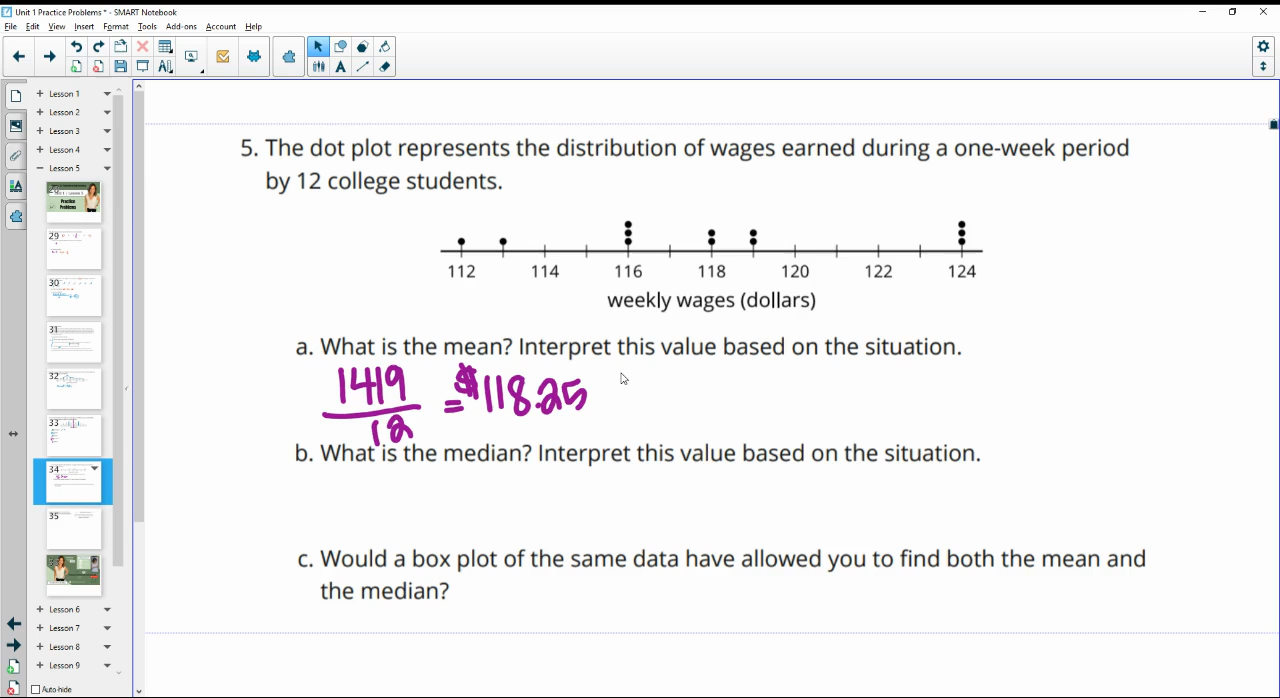 Unit 1 Practice Problems * - SMART Notebook
File Edit View Insert Format Tools Add-ons Account Help
Lesson 1
Lesson 2
Lesson 3
Lesson 4
Lesson 5
Practice
Problems
29
30
31
32
33
34
35
Lesson 6
Lesson 7
Lesson 8
Lesson 9
Auto-hide
5. The dot plot represents the distribution of wages earned during a one-week period
by 12 college students.
112 114 116 118 120 122 124
weekly wages (dollars)
a. What is the mean? Interpret this value based on the situation.
1419
12
= $118.25
b. What is the median? Interpret this value based on the situation.
c. Would a box plot of the same data have allowed you to find both the mean and
the median?